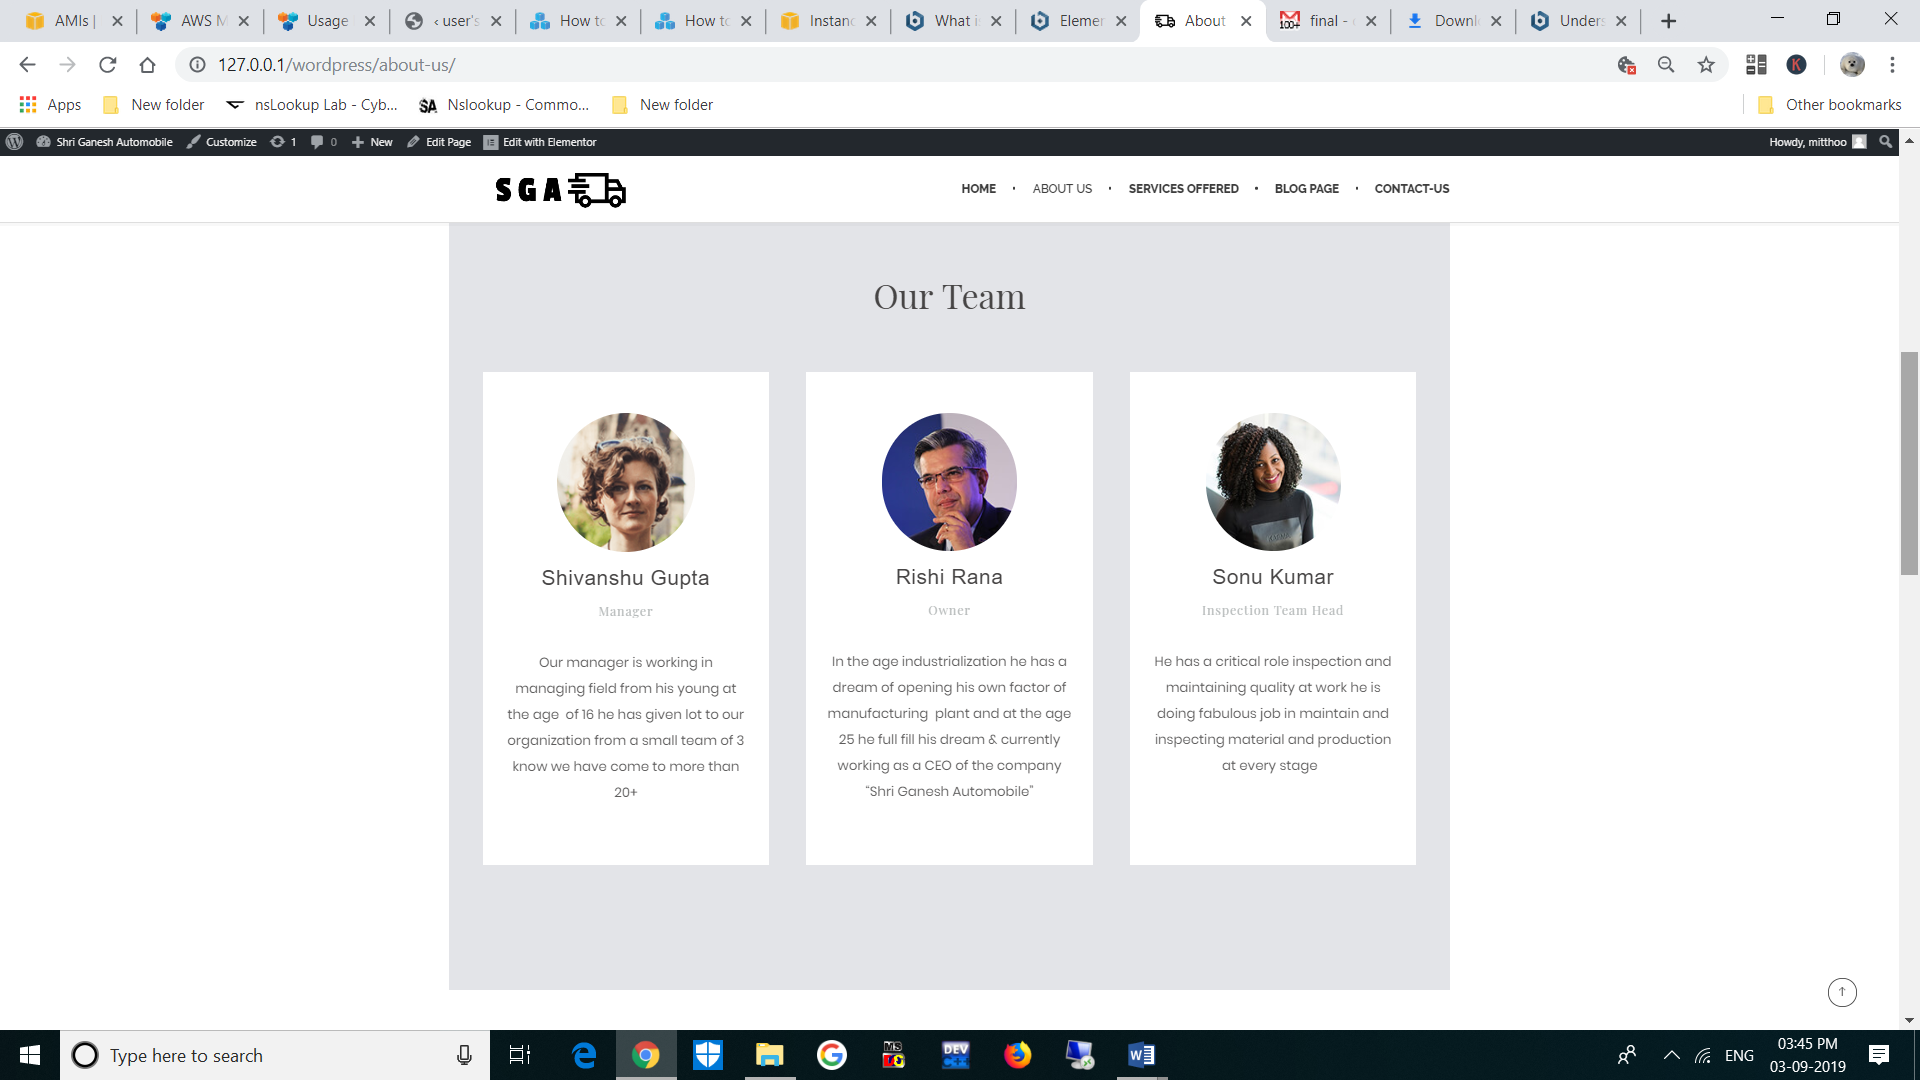 AMIs | AWS M Usage ‹ user's How to How to Instanc What is Elemen About final - Downl Unders
127.0.0.1/wordpress/about-us/
Apps New folder nsLookup Lab - Cyb... Nslookup - Commo... New folder Other bookmarks
Shri Ganesh Automobile Customize 1 0 New Edit Page Edit with Elementor Howdy, mitthoo
SGA
HOME · ABOUT US · SERVICES OFFERED · BLOG PAGE · CONTACT-US
Our Team
Shivanshu Gupta
Manager
Our manager is working in
managing field from his young at
the age of 16 he has given lot to our
organization from a small team of 3
know we have come to more than
20+
Rishi Rana
Owner
In the age industrialization he has a
dream of opening his own factor of
manufacturing plant and at the age
25 he full fill his dream & currently
working as a CEO of the company
“Shri Ganesh Automobile”
Sonu Kumar
Inspection Team Head
He has a critical role inspection and
maintaining quality at work he is
doing fabulous job in maintain and
inspecting material and production
at every stage
Type here to search
ENG
03:45 PM
03-09-2019